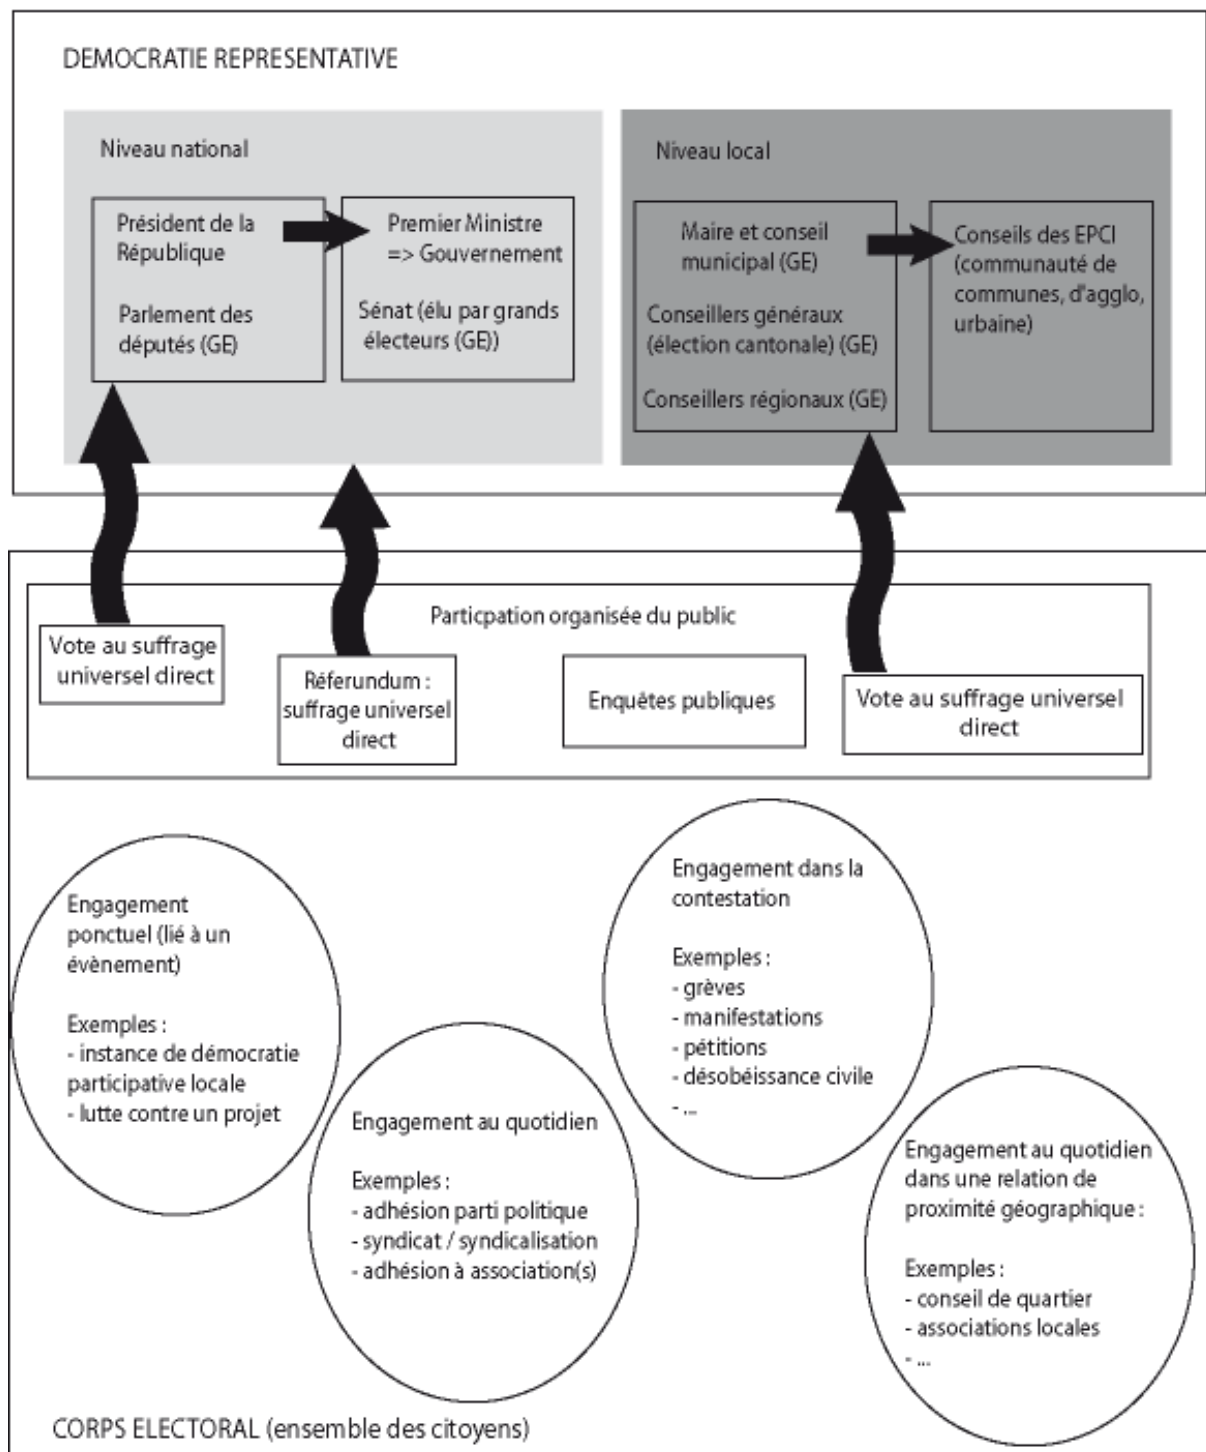 DEMOCRATIE REPRESENTATIVE
Niveau national
Président de la
République
Parlement des
députés (GE)
Premier Ministre
=> Gouvernement
Sénat (élu par grands
électeurs (GE))
Niveau local
Maire et conseil
municipal (GE)
Conseillers généraux
(élection cantonale) (GE)
Conseillers régionaux (GE)
Conseils des EPCI
(communauté de
communes, d'agglo,
urbaine)
Particpation organisée du public
Vote au suffrage
universel direct
Réferundum :
suffrage universel
direct
Enquêtes publiques
Vote au suffrage universel
direct
Engagement
ponctuel (lié à un
évènement)
Exemples :
- instance de démocratie
participative locale
- lutte contre un projet
Engagement au quotidien
Exemples :
- adhésion parti politique
- syndicat / syndicalisation
- adhésion à association(s)
Engagement dans la
contestation
Exemples :
- grèves
- manifestations
- pétitions
- désobéissance civile
- ...
Engagement au quotidien
dans une relation de
proximité géographique :
Exemples :
- conseil de quartier
- associations locales
- ...
CORPS ELECTORAL (ensemble des citoyens)